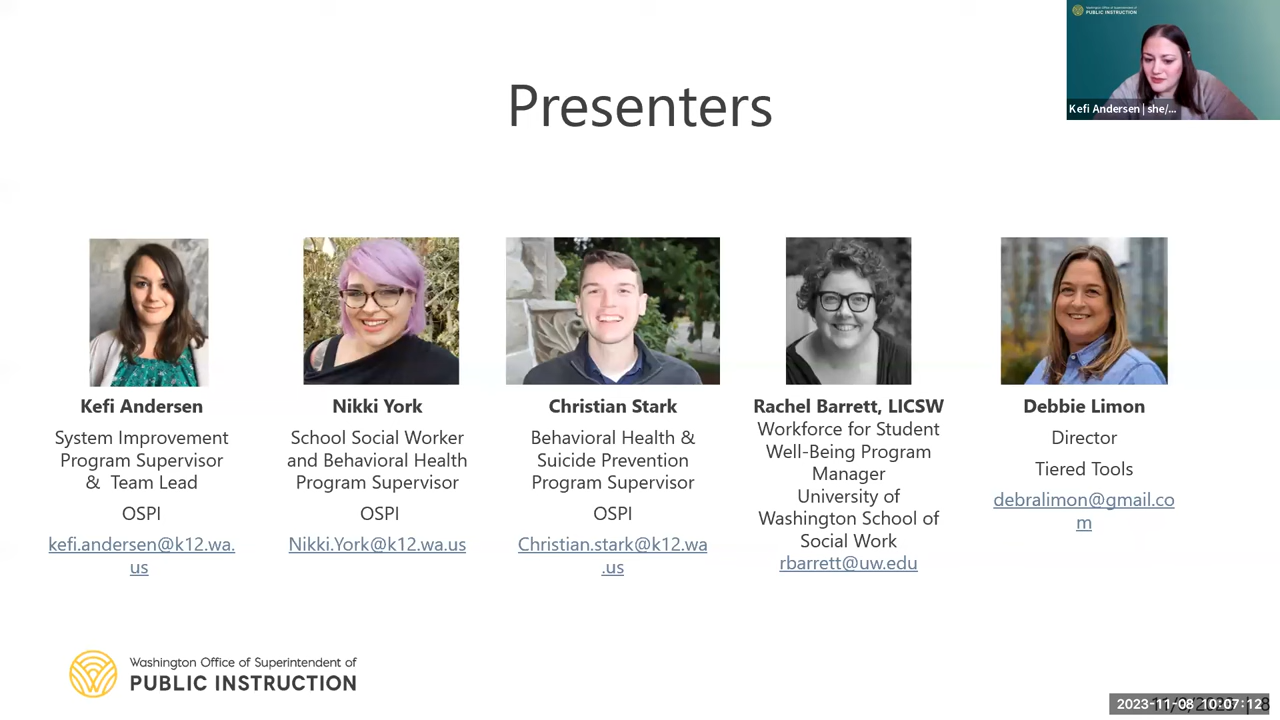 Washington Office of Superintendent of
PUBLIC INSTRUCTION
Kefi Andersen | she/...
Presenters
Kefi Andersen
System Improvement
Program Supervisor
& Team Lead
OSPI
kefi.andersen@k12.wa.
us
Nikki York
School Social Worker
and Behavioral Health
Program Supervisor
OSPI
Nikki.York@k12.wa.us
Christian Stark
Behavioral Health &
Suicide Prevention
Program Supervisor
OSPI
Christian.stark@k12.wa
.us
Rachel Barrett, LICSW
Workforce for Student
Well-Being Program
Manager
University of
Washington School of
Social Work
rbarrett@uw.edu
Debbie Limon
Director
Tiered Tools
debralimon@gmail.co
m
Washington Office of Superintendent of
PUBLIC INSTRUCTION
2023-11-08 10:07:12